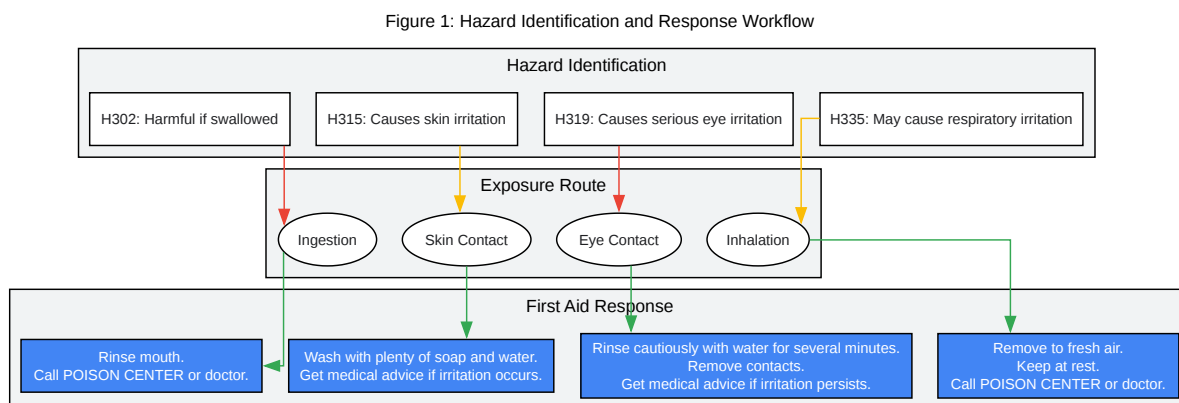 Figure 1: Hazard Identification and Response Workflow
Hazard Identification
H302: Harmful if swallowed
H315: Causes skin irritation
H319: Causes serious eye irritation
H335: May cause respiratory irritation
Exposure Route
Ingestion
Skin Contact
Eye Contact
Inhalation
First Aid Response
Rinse mouth.
Call POISON CENTER or doctor.
Wash with plenty of soap and water.
Get medical advice if irritation occurs.
Rinse cautiously with water for several minutes.
Remove contacts.
Get medical advice if irritation persists.
Remove to fresh air.
Keep at rest.
Call POISON CENTER or doctor.